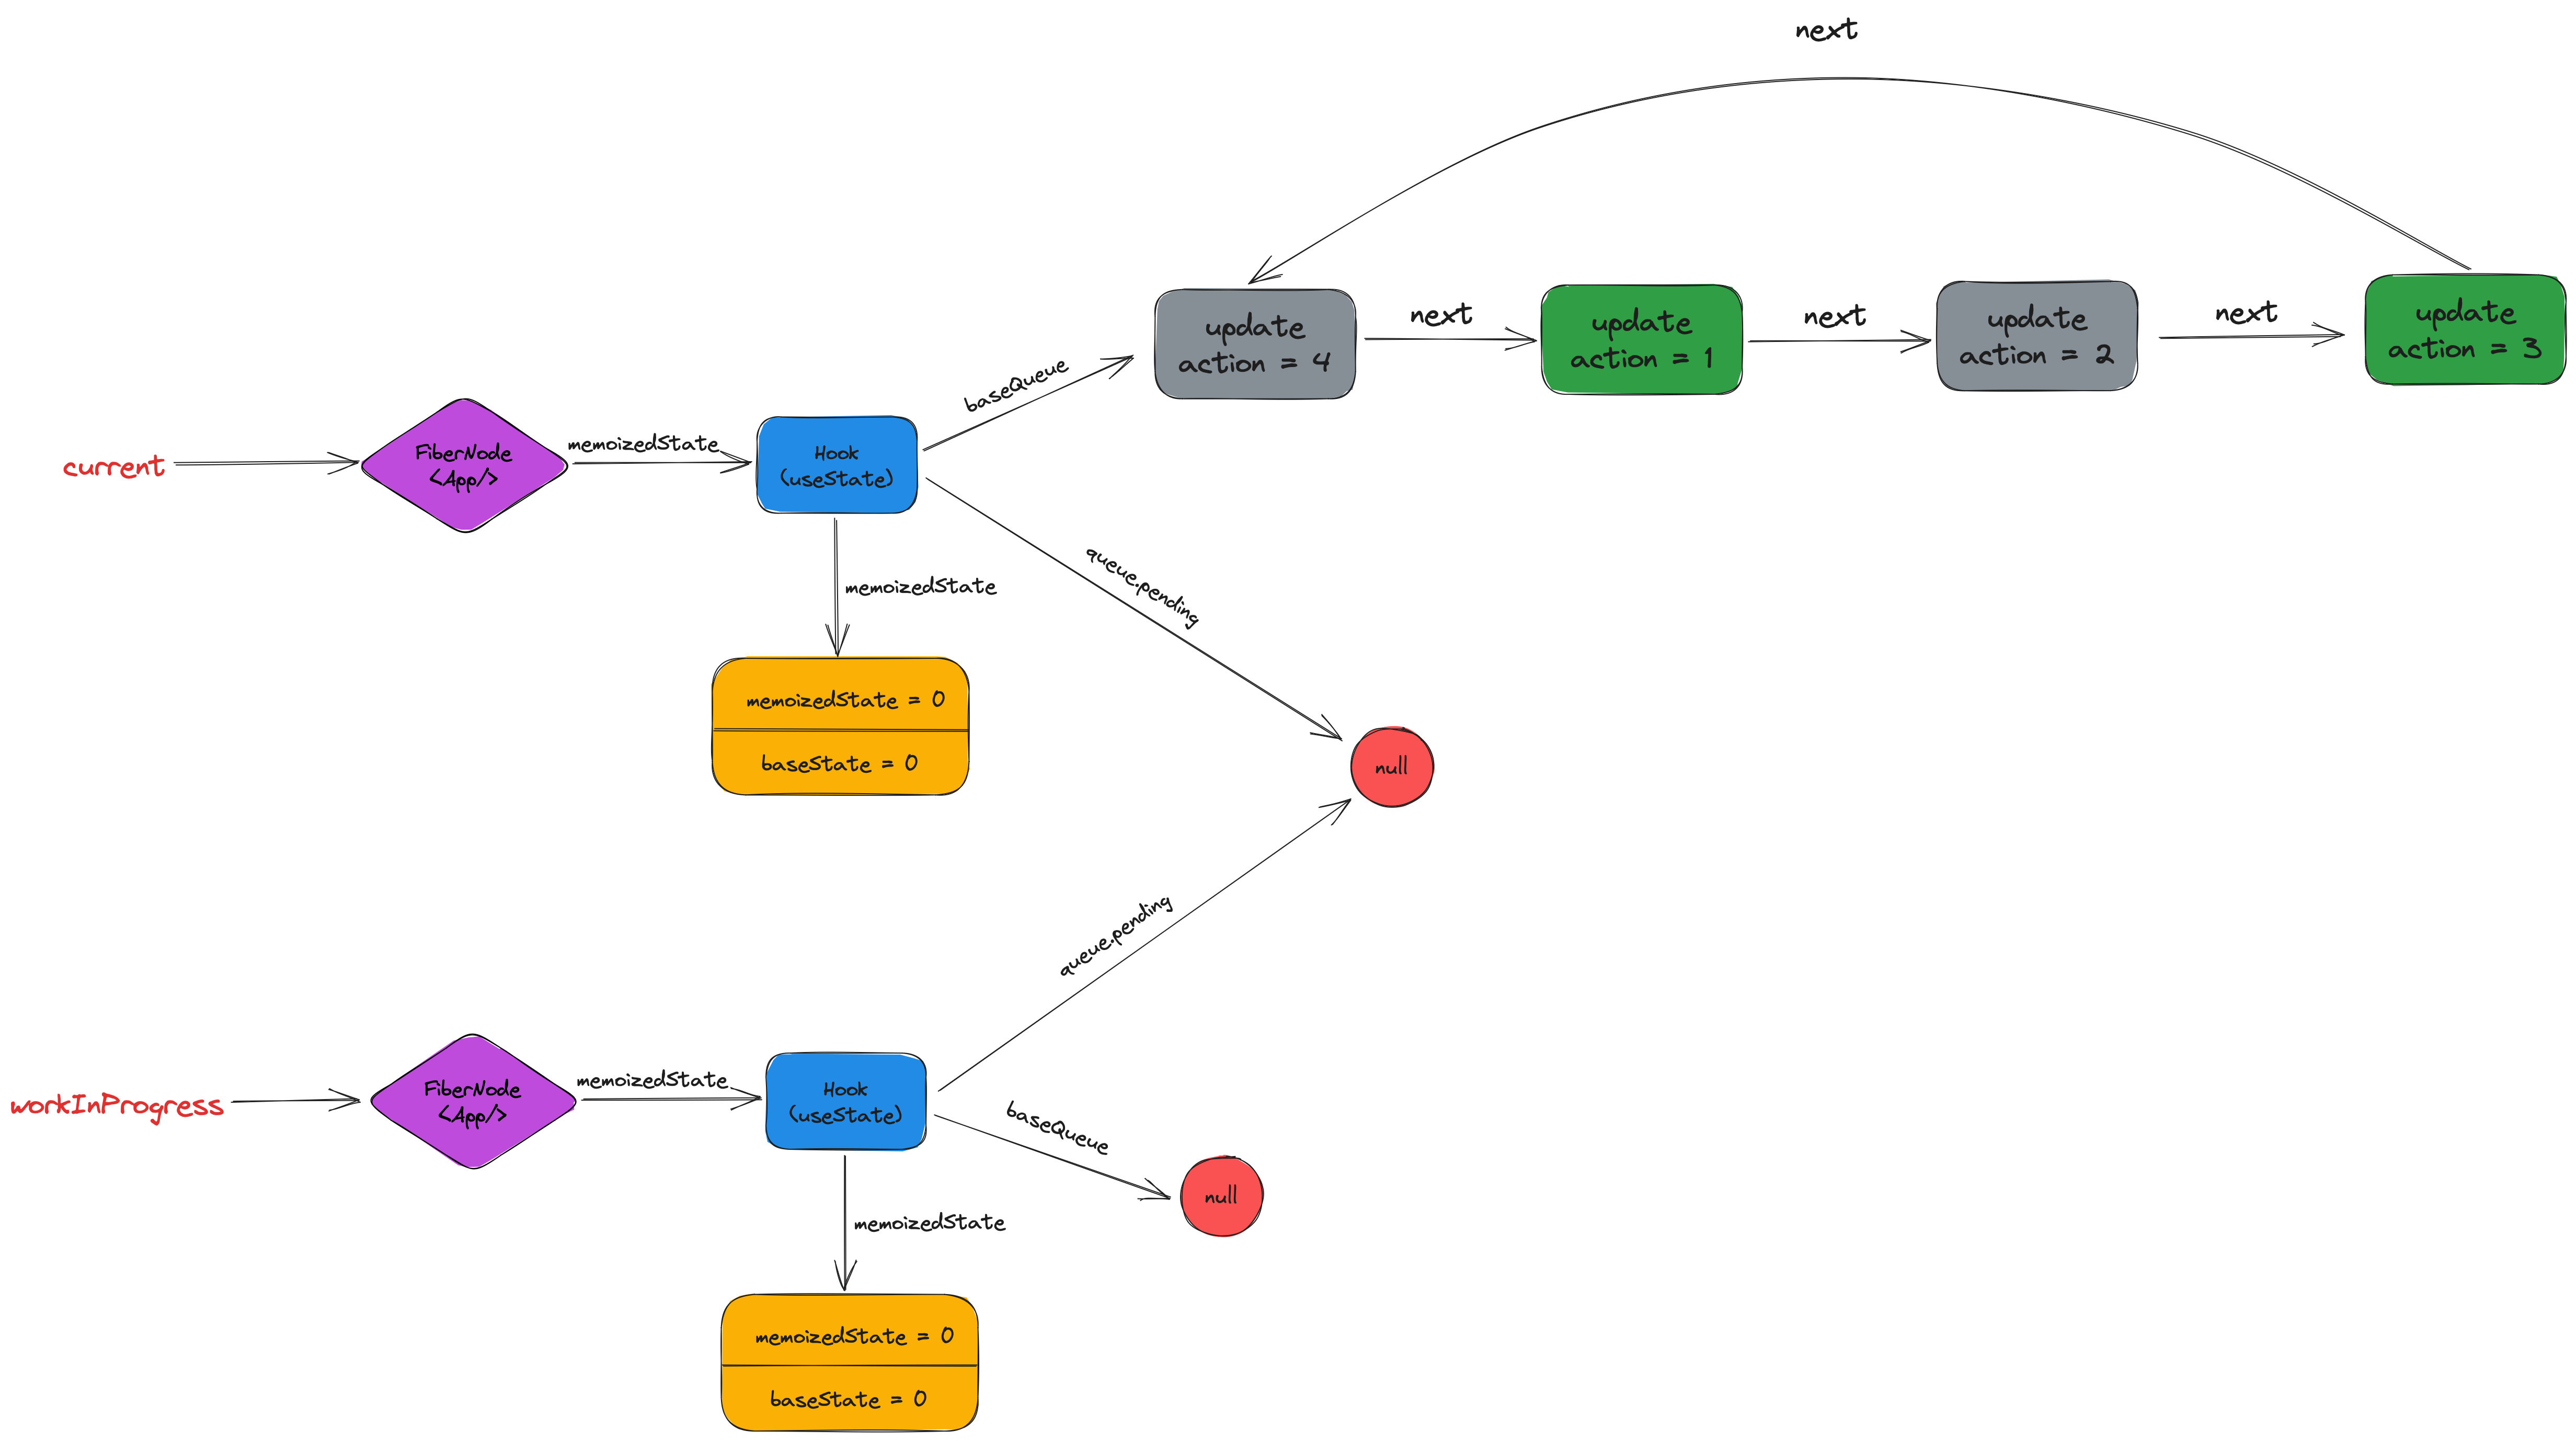 next
update
action = 4
next
update
action = 1
next
update
action = 2
next
update
action = 3
baseQueue
current
FiberNode
<App/>
memoizedState
Hook
(useState)
queue.pending
memoizedState
memoizedState = 0
baseState = 0
null
queue.pending
workInProgress
FiberNode
<App/>
memoizedState
Hook
(useState)
baseQueue
null
memoizedState
memoizedState = 0
baseState = 0